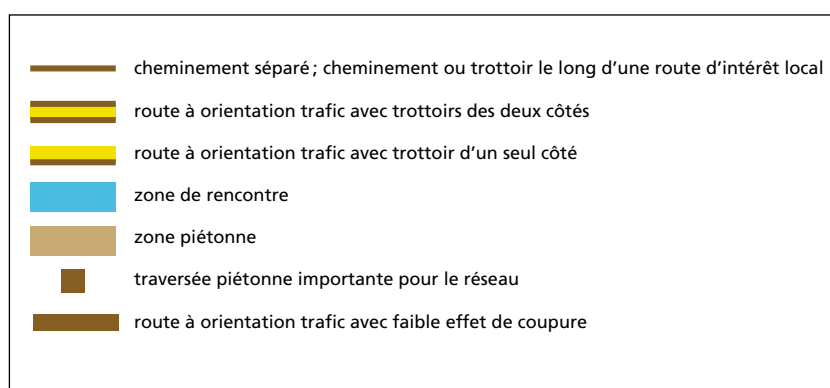 cheminement séparé ; cheminement ou trottoir le long d’une route d’intérêt local
route à orientation trafic avec trottoirs des deux côtés
route à orientation trafic avec trottoir d’un seul côté
zone de rencontre
zone piétonne
traversée piétonne importante pour le réseau
route à orientation trafic avec faible effet de coupure